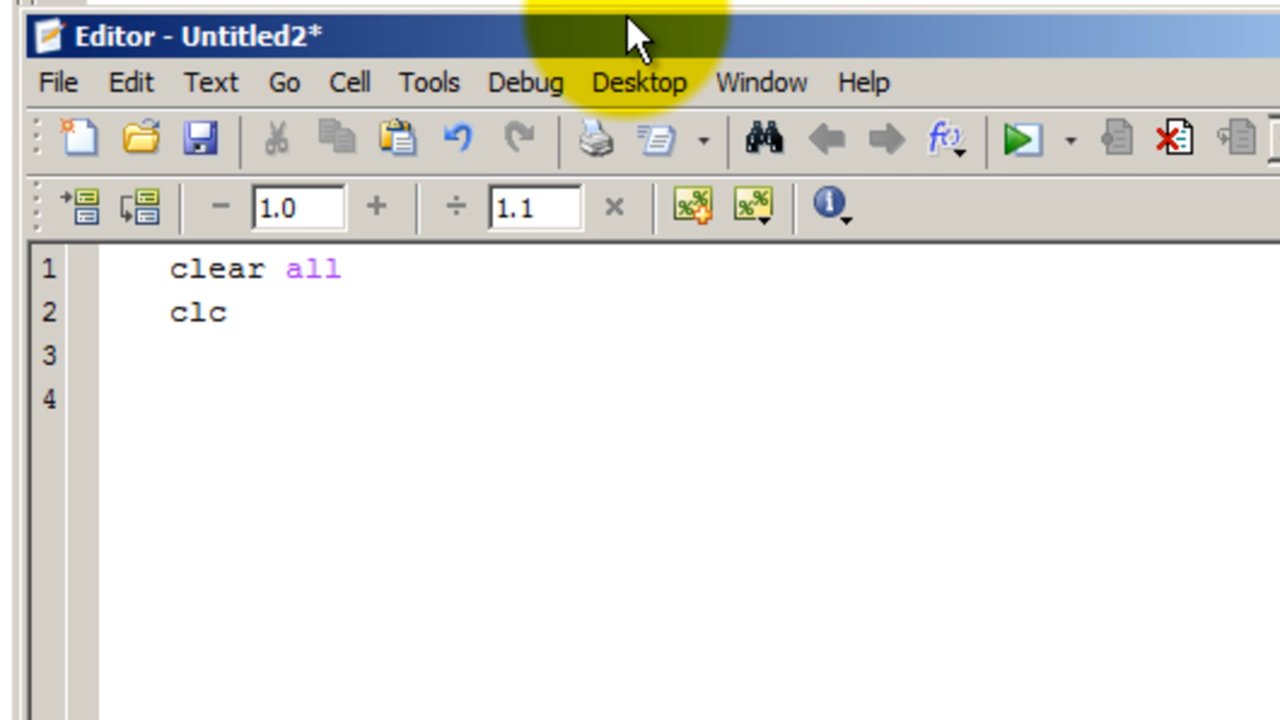 Editor - Untitled2*
File Edit Text Go Cell Tools Debug Desktop Window Help
1.0 1.1
1 clear all
2 clc
3
4